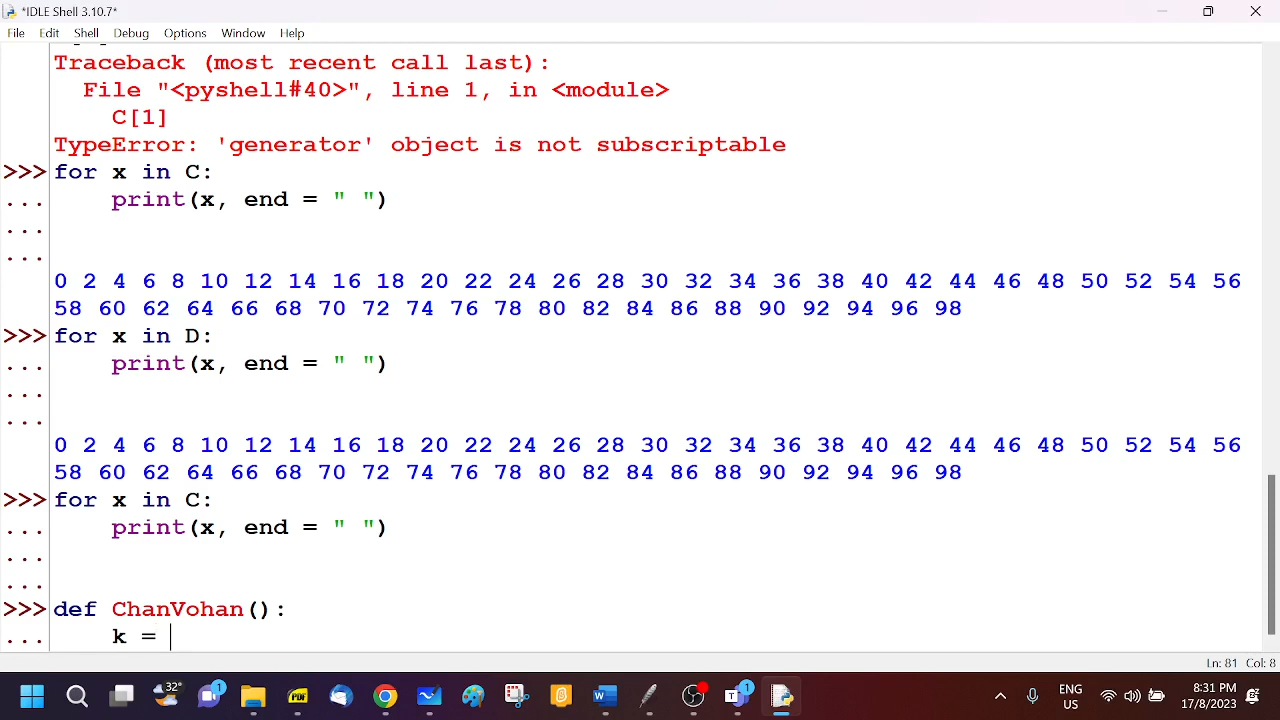 *IDLE Shell 3.10.7*
File Edit Shell Debug Options Window Help
Traceback (most recent call last):
  File "<pyshell#40>", line 1, in <module>
    C[1]
TypeError: 'generator' object is not subscriptable
>>> for x in C:
...     print(x, end = " ")
...
...
0 2 4 6 8 10 12 14 16 18 20 22 24 26 28 30 32 34 36 38 40 42 44 46 48 50 52 54 56
58 60 62 64 66 68 70 72 74 76 78 80 82 84 86 88 90 92 94 96 98
>>> for x in D:
...     print(x, end = " ")
...
...
0 2 4 6 8 10 12 14 16 18 20 22 24 26 28 30 32 34 36 38 40 42 44 46 48 50 52 54 56
58 60 62 64 66 68 70 72 74 76 78 80 82 84 86 88 90 92 94 96 98
>>> for x in C:
...     print(x, end = " ")
...
...
>>> def ChanVohan():
...     k =
Ln: 81 Col: 8
32° 1 PDF 1 ENG 8:31 PM
US 17/8/2023